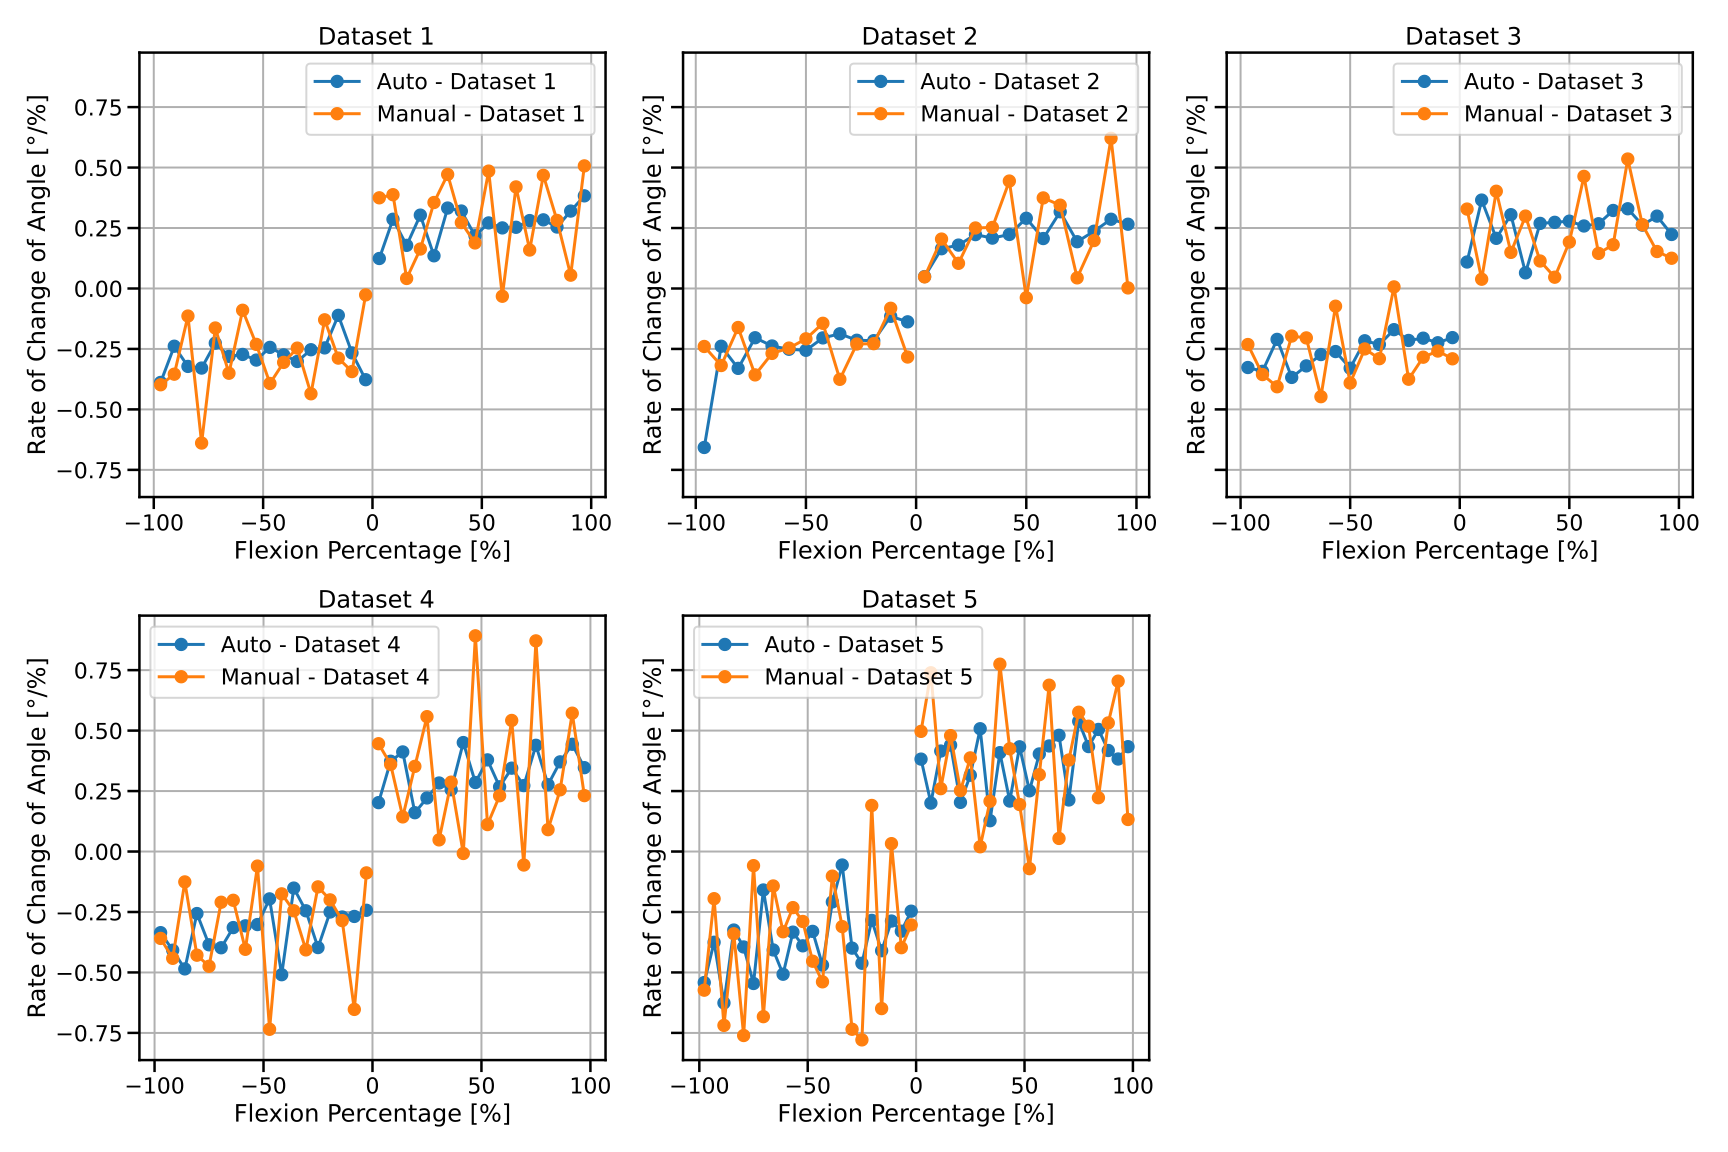 Dataset 1
Auto - Dataset 1
Manual - Dataset 1
Rate of Change of Angle [°/%]
0.75
0.50
0.25
0.00
−0.25
−0.50
−0.75
−100
−50
0
50
100
Flexion Percentage [%]
Dataset 2
Auto - Dataset 2
Manual - Dataset 2
Rate of Change of Angle [°/%]
−100
−50
0
50
100
Flexion Percentage [%]
Dataset 3
Auto - Dataset 3
Manual - Dataset 3
Rate of Change of Angle [°/%]
−100
−50
0
50
100
Flexion Percentage [%]
Dataset 4
Auto - Dataset 4
Manual - Dataset 4
Rate of Change of Angle [°/%]
0.75
0.50
0.25
0.00
−0.25
−0.50
−0.75
−100
−50
0
50
100
Flexion Percentage [%]
Dataset 5
Auto - Dataset 5
Manual - Dataset 5
Rate of Change of Angle [°/%]
−100
−50
0
50
100
Flexion Percentage [%]